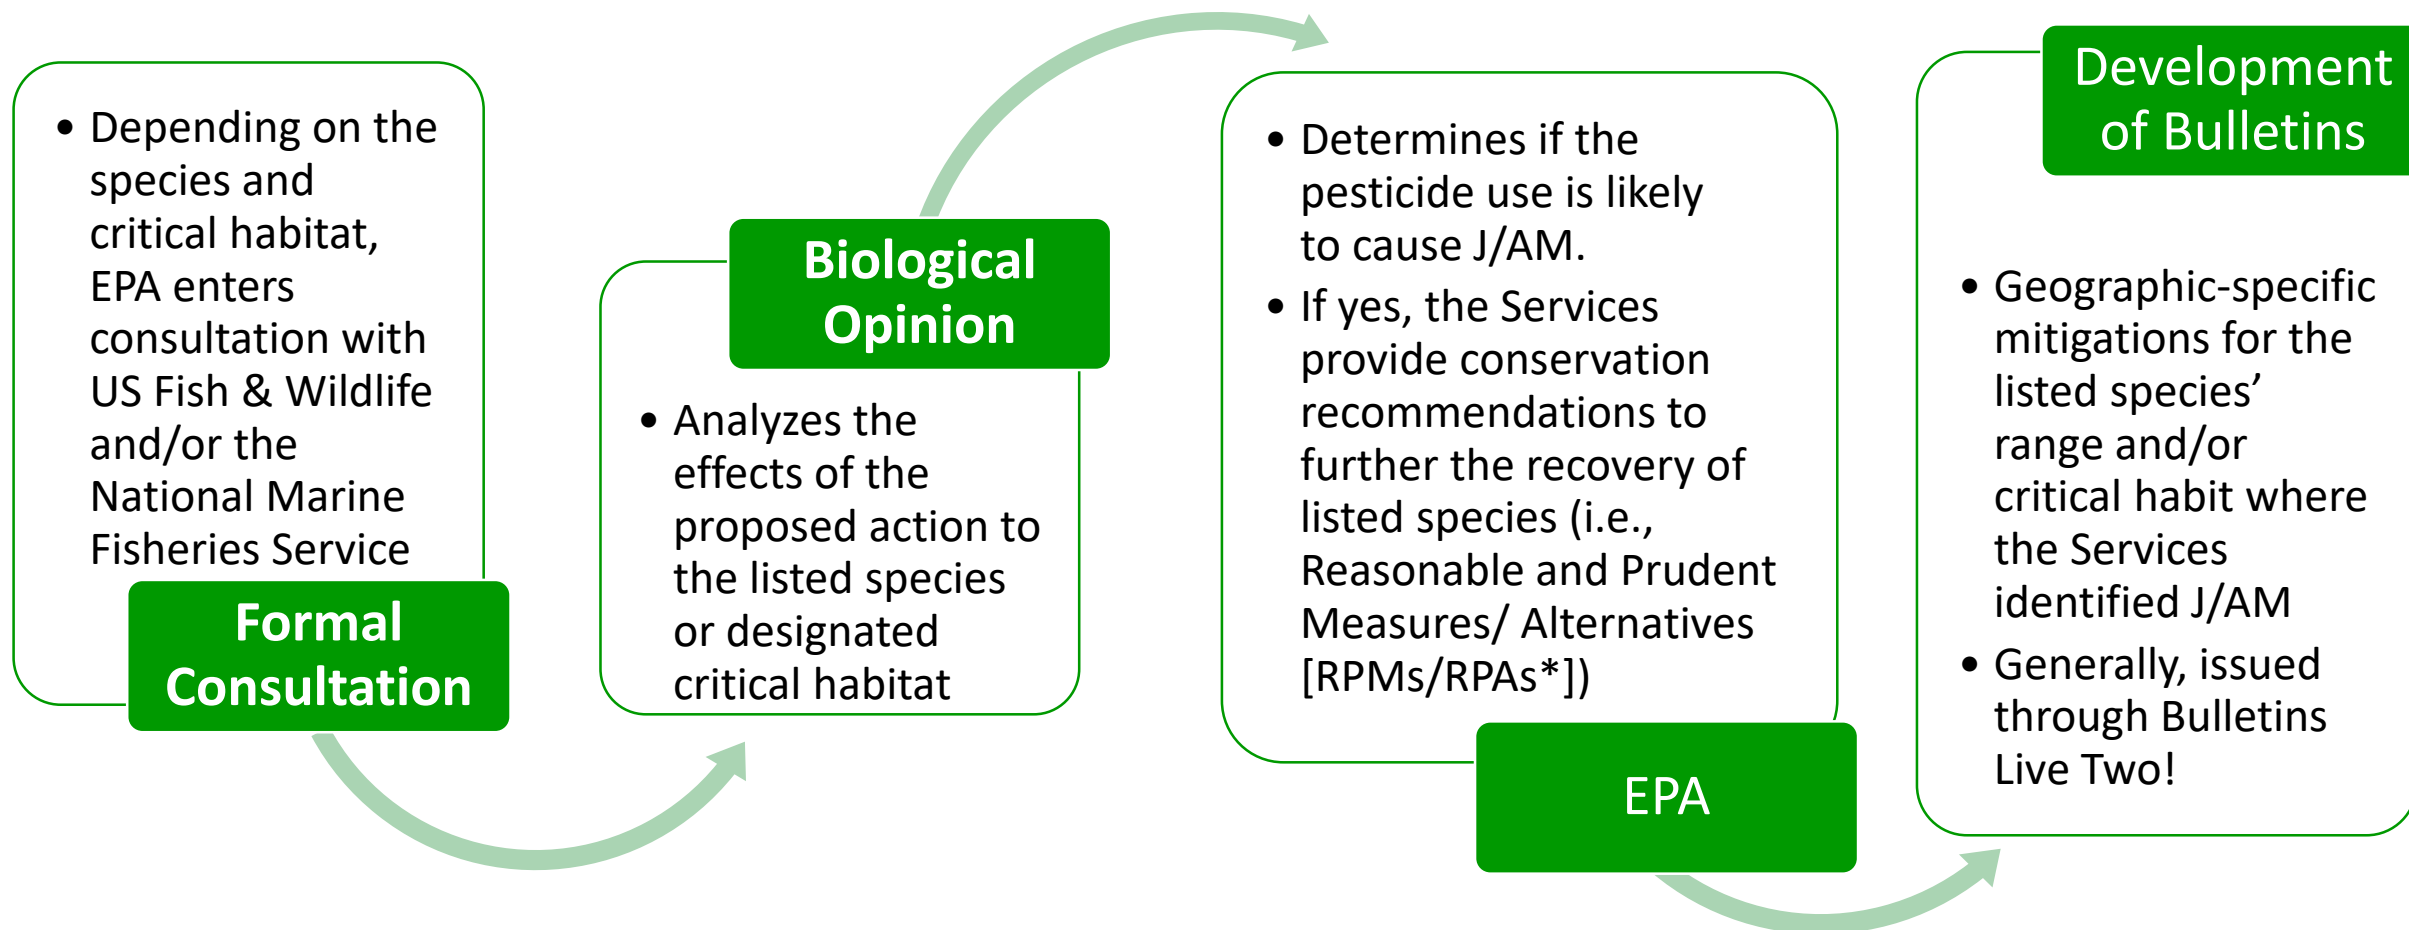 • Depending on the
species and
critical habitat,
EPA enters
consultation with
US Fish & Wildlife
and/or the
National Marine
Fisheries Service
Formal
Consultation
Biological
Opinion
• Analyzes the
effects of the
proposed action to
the listed species
or designated
critical habitat
• Determines if the
pesticide use is likely
to cause J/AM.
• If yes, the Services
provide conservation
recommendations to
further the recovery of
listed species (i.e.,
Reasonable and Prudent
Measures/ Alternatives
[RPMs/RPAs*])
EPA
Development
of Bulletins
• Geographic-specific
mitigations for the
listed species’
range and/or
critical habit where
the Services
identified J/AM
• Generally, issued
through Bulletins
Live Two!